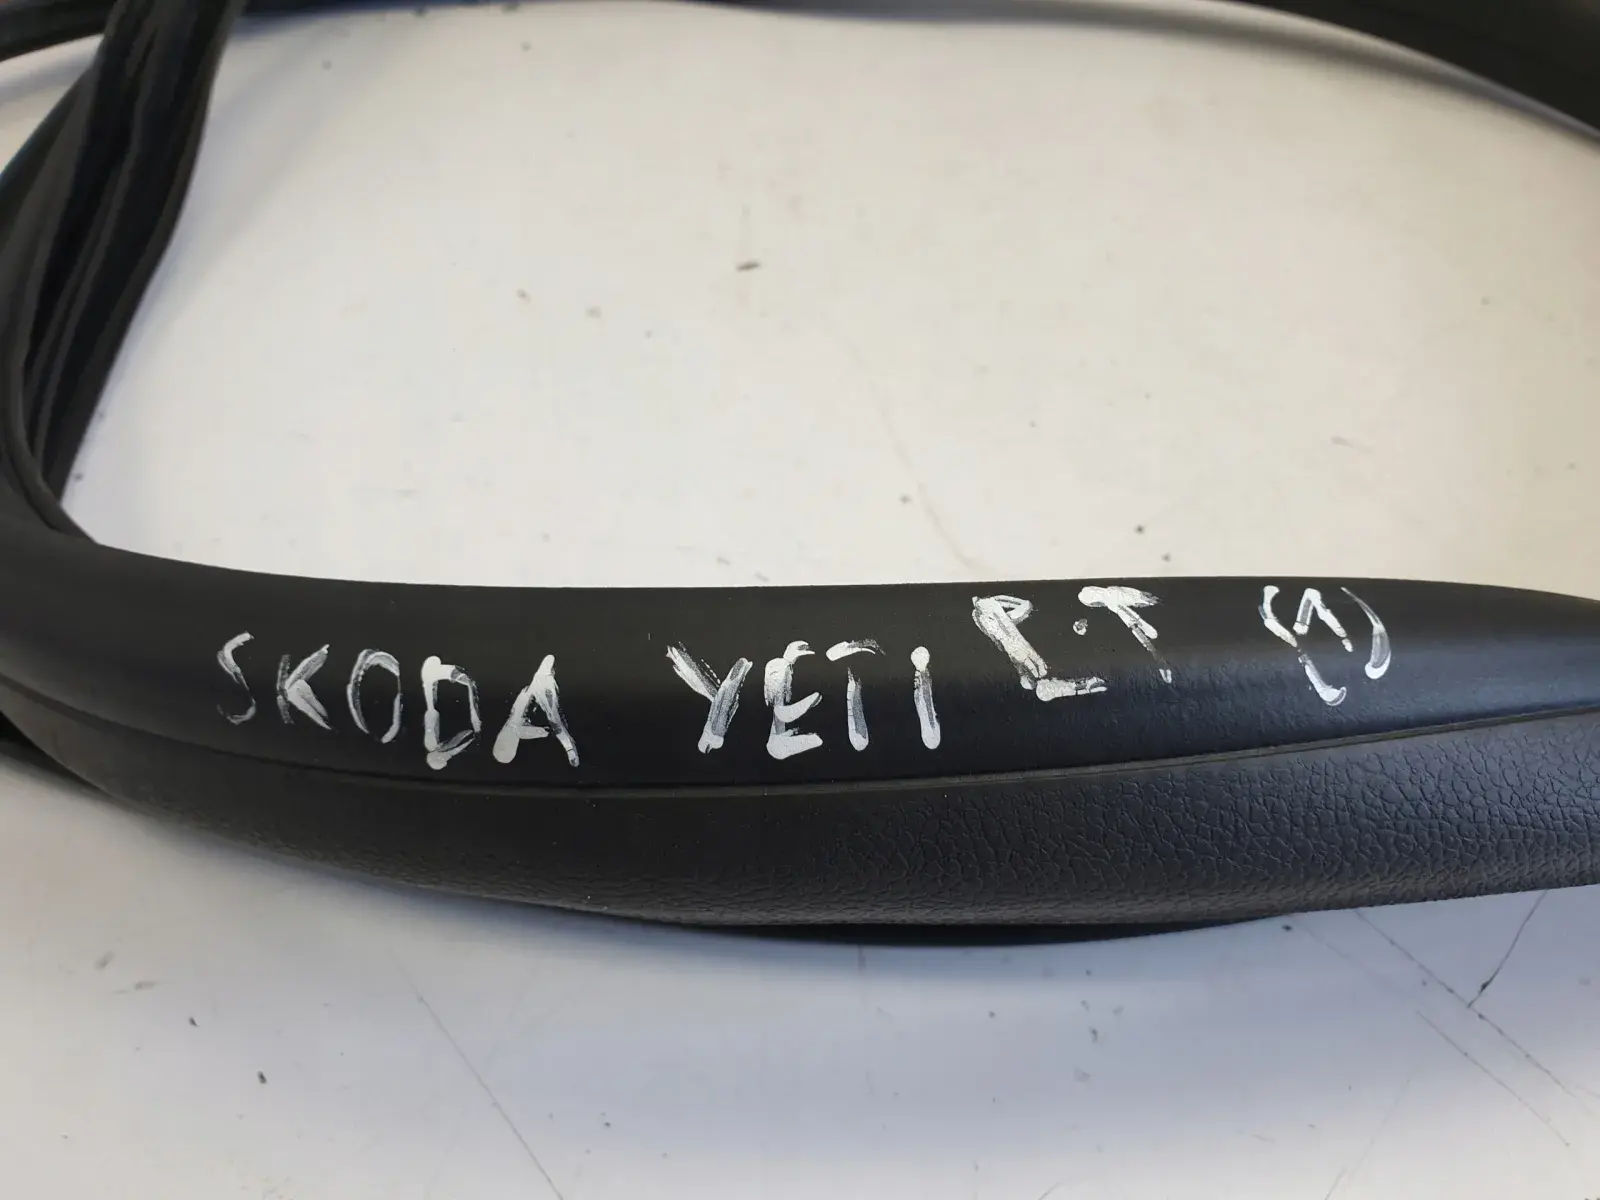 SKODA YETI P.T (1)